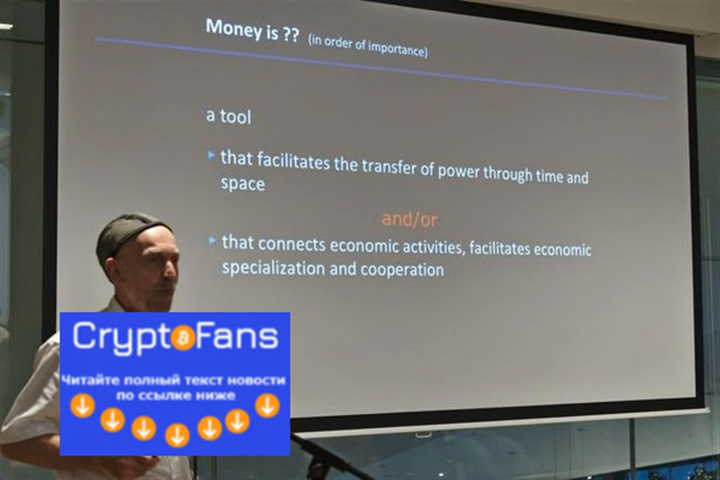 Money is ?? (in order of importance)
a tool
that facilitates the transfer of power through time and
space
and/or
that connects economic activities, facilitates economic
specialization and cooperation
CryptoFans
Читайте полный текст новости
по ссылке ниже